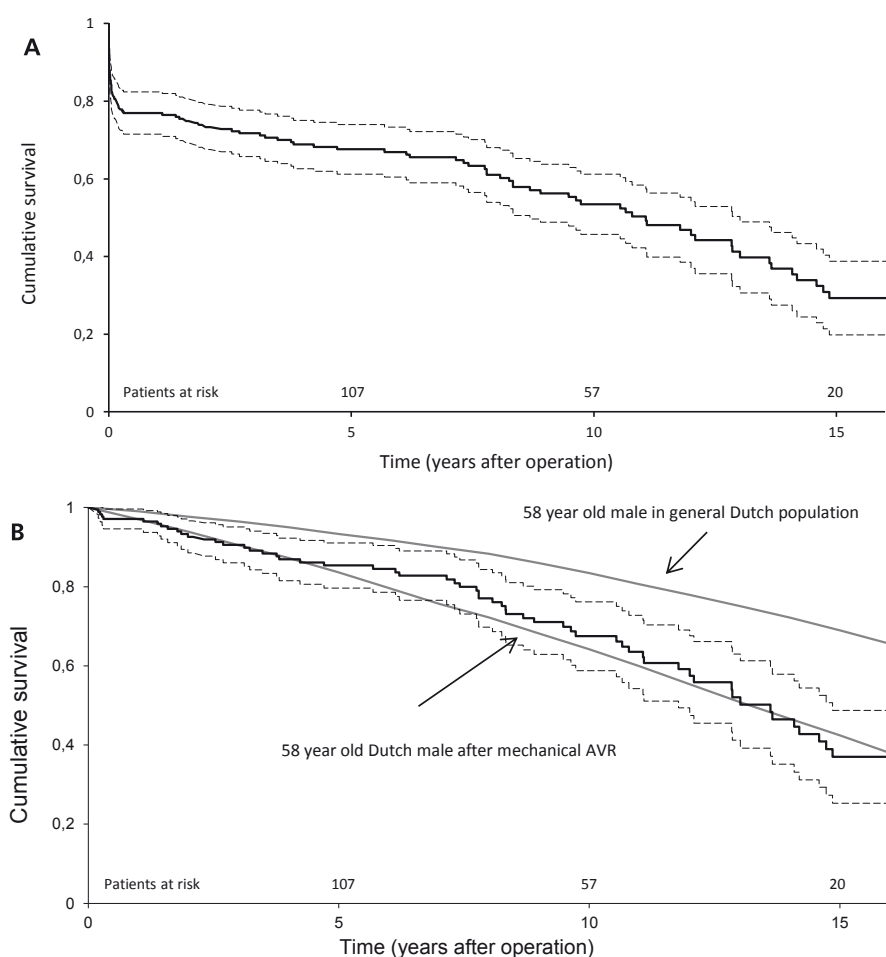 A
Cumulative survival
1
0,8
0,6
0,4
0,2
0
Patients at risk 107 57 20
0 5 10 15
Time (years after operation)
B
Cumulative survival
1
0,8
0,6
0,4
0,2
0
58 year old male in general Dutch population
58 year old Dutch male after mechanical AVR
Patients at risk 107 57 20
0 5 10 15
Time (years after operation)